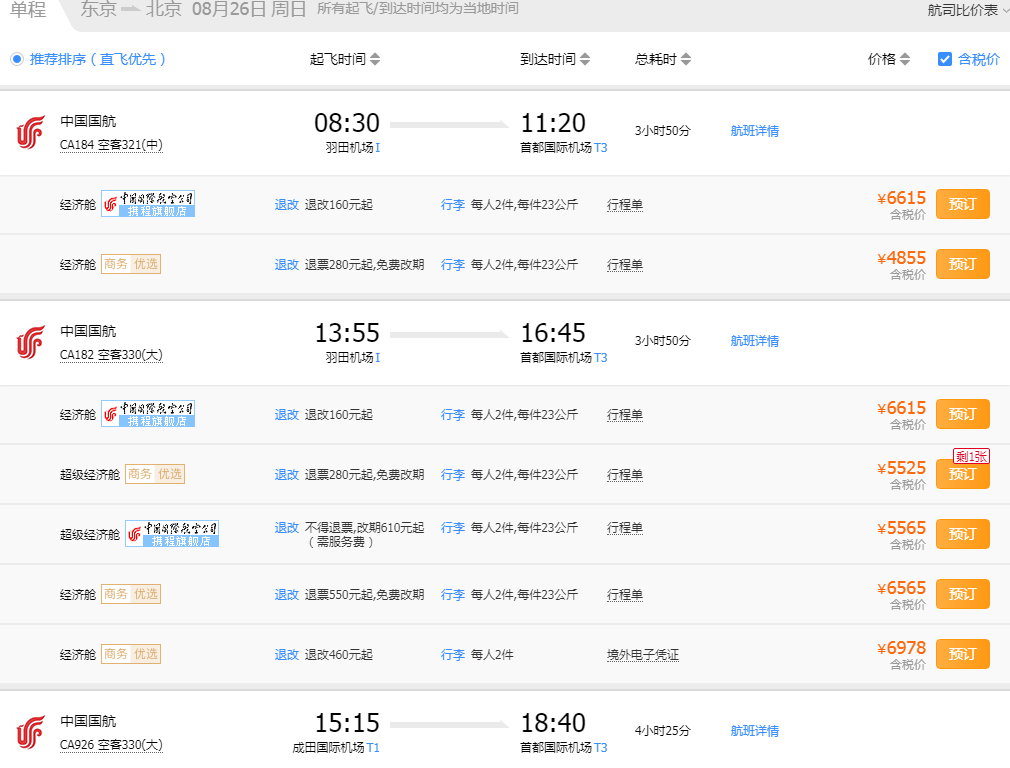 单程 东京 北京 08月26日 周日 所有起飞/到达时间均为当地时间 航司比价表
推荐排序(直飞优先) 起飞时间 到达时间 总耗时 价格 含税价
中国国航 08:30 11:20 3小时50分 航班详情
CA184 空客321(中) 羽田机场I 首都国际机场T3
经济舱 中国国际航空公司 携程旗舰店 退改 退改160元起 行李 每人2件,每件23公斤 行程单 ¥6615 含税价 预订
经济舱 商务 优选 退改 退票280元起,免费改期 行李 每人2件,每件23公斤 行程单 ¥4855 含税价 预订
中国国航 13:55 16:45 3小时50分 航班详情
CA182 空客330(大) 羽田机场I 首都国际机场T3
经济舱 中国国际航空公司 携程旗舰店 退改 退改160元起 行李 每人2件,每件23公斤 行程单 ¥6615 含税价 预订
超级经济舱 商务 优选 退改 退票280元起,免费改期 行李 每人2件,每件23公斤 行程单 ¥5525 含税价 剩1张 预订
超级经济舱 中国国际航空公司 携程旗舰店 退改 不得退票,改期610元起 行李 每人2件,每件23公斤 行程单 ¥5565 含税价 预订
(需服务费)
经济舱 商务 优选 退改 退票550元起,免费改期 行李 每人2件,每件23公斤 行程单 ¥6565 含税价 预订
经济舱 商务 优选 退改 退改460元起 行李 每人2件 境外电子凭证 ¥6978 含税价 预订
中国国航 15:15 18:40 4小时25分 航班详情
CA926 空客330(大) 成田国际机场T1 首都国际机场T3